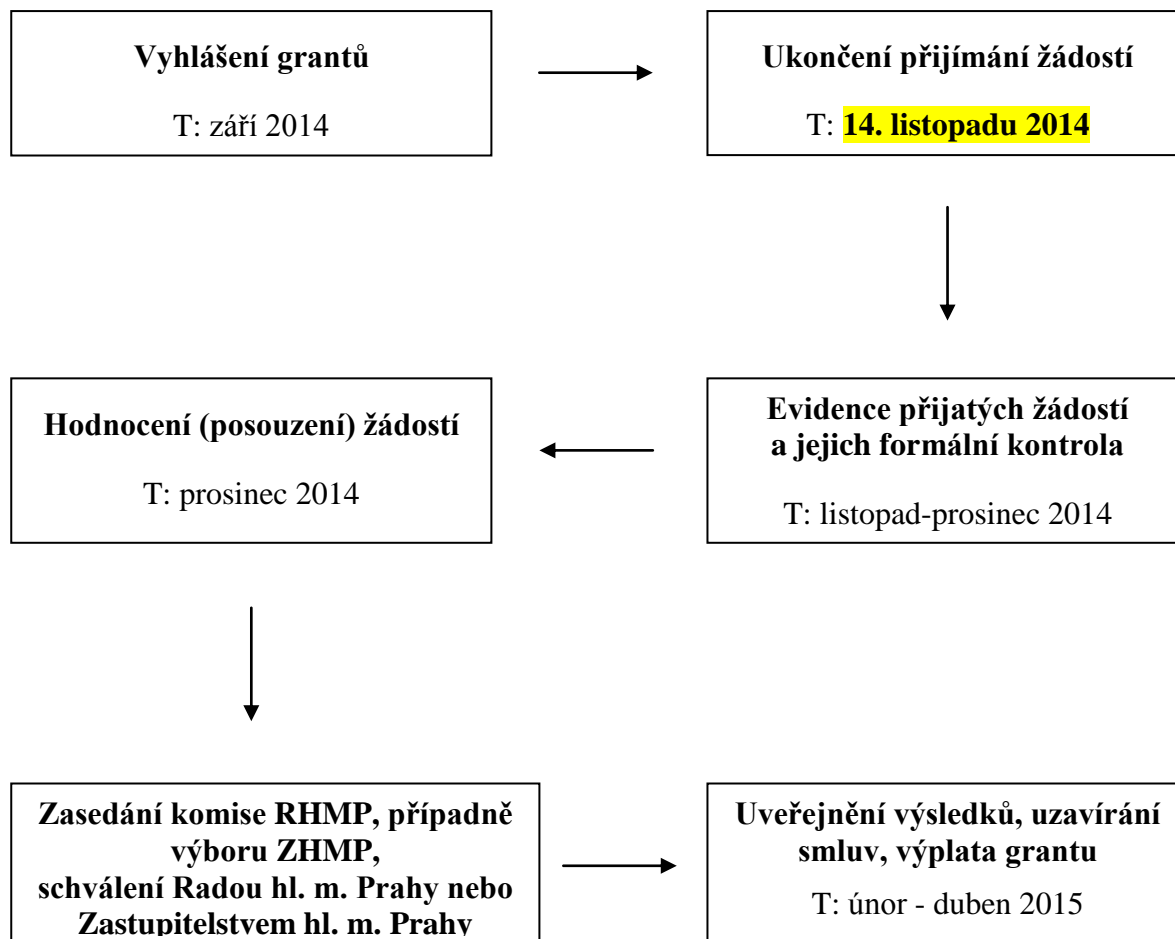 Vyhlášení grantů
T: září 2014
Ukončení přijímání žádostí
T: 14. listopadu 2014
Evidence přijatých žádostí
a jejich formální kontrola
T: listopad-prosinec 2014
Hodnocení (posouzení) žádostí
T: prosinec 2014
Zasedání komise RHMP, případně
výboru ZHMP,
schválení Radou hl. m. Prahy nebo
Zastupitelstvem hl. m. Prahy
Uveřejnění výsledků, uzavírání
smluv, výplata grantu
T: únor - duben 2015